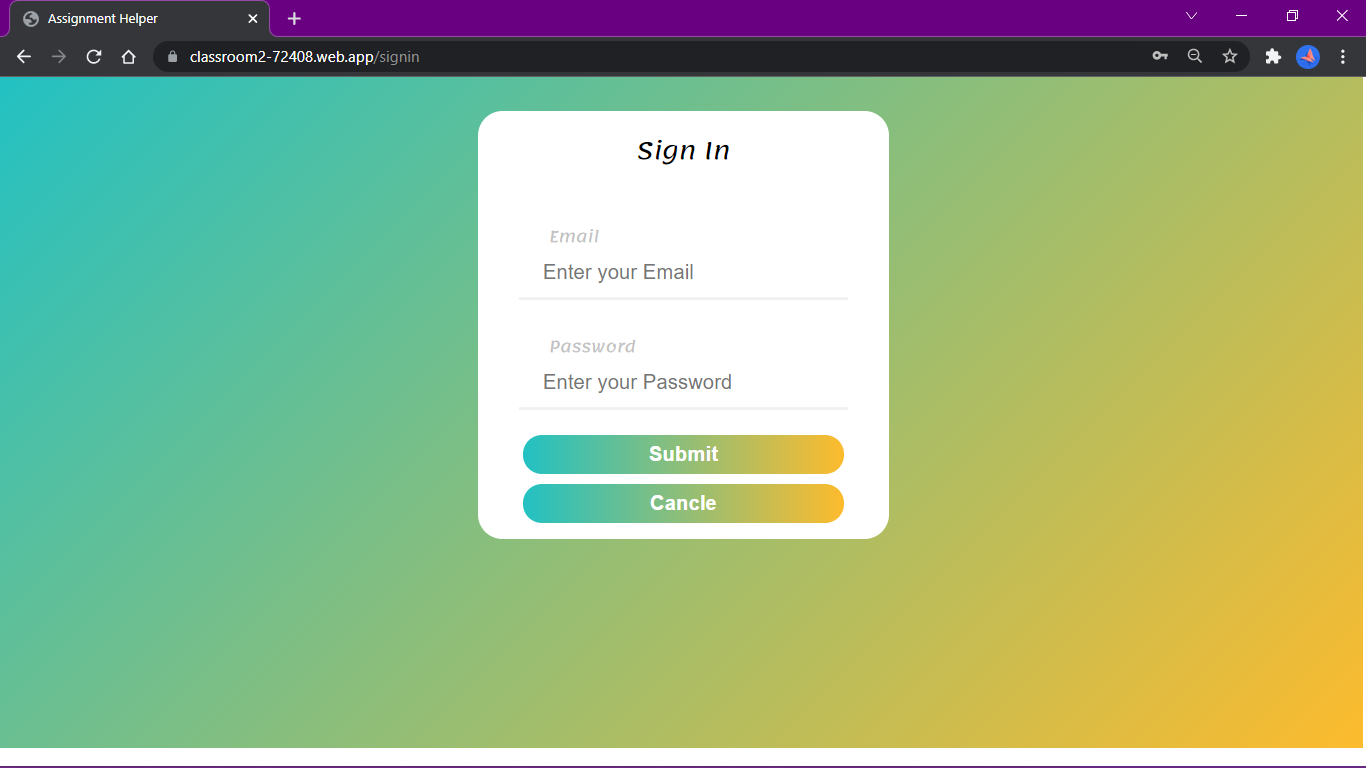 Assignment Helper
classroom2-72408.web.app/signin
Sign In
Email
Enter your Email
Password
Enter your Password
Submit
Cancle